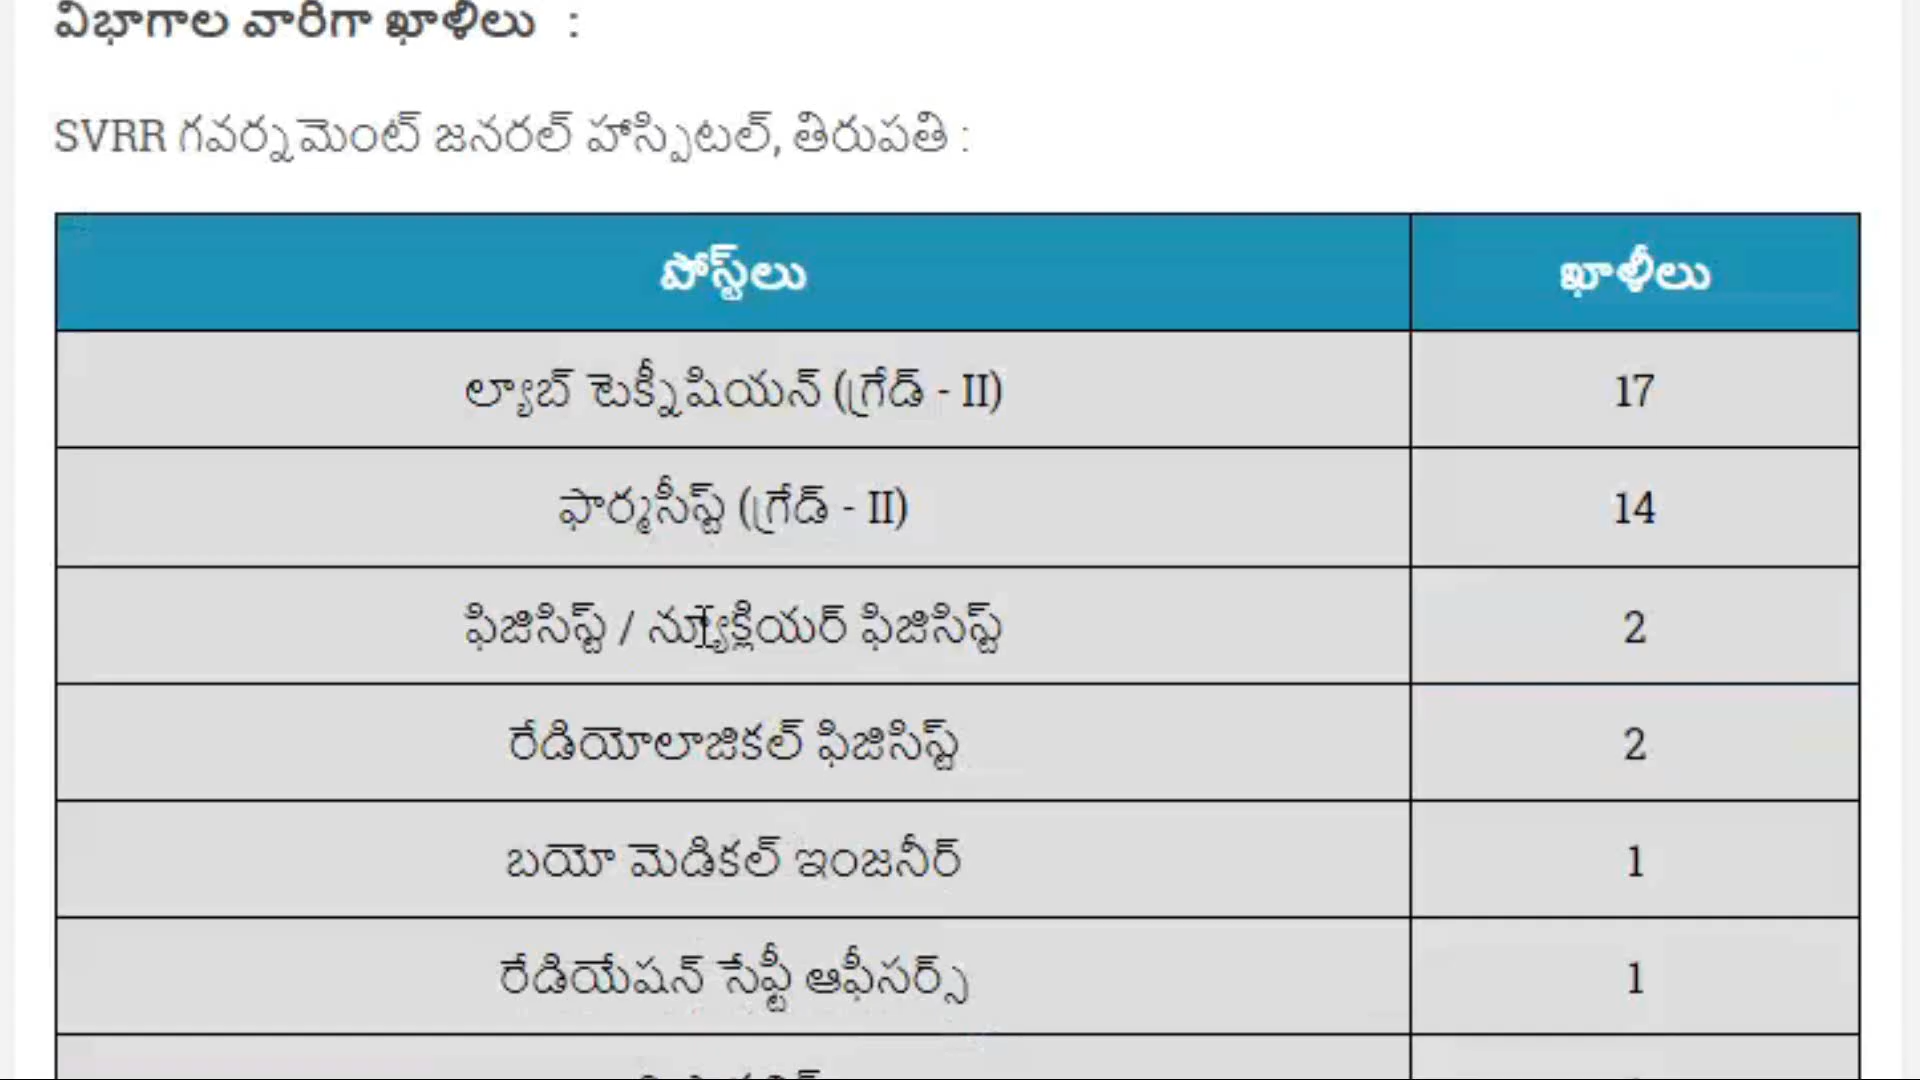 విభాగాల వారిగా ఖాళీలు :
SVRR గవర్నమెంట్ జనరల్ హాస్పిటల్, తిరుపతి :
పోస్ట్‌లు ఖాళీలు
ల్యాబ్ టెక్నీషియన్ (గ్రేడ్ - II) 17
ఫార్మసీస్ట్ (గ్రేడ్ - II) 14
ఫిజిసిస్ట్ / న్యూక్లియర్ ఫిజిసిస్ట్ 2
రేడియోలాజికల్ ఫిజిసిస్ట్ 2
బయో మెడికల్ ఇంజనీర్ 1
రేడియేషన్ సేఫ్టీ ఆఫీసర్స్ 1